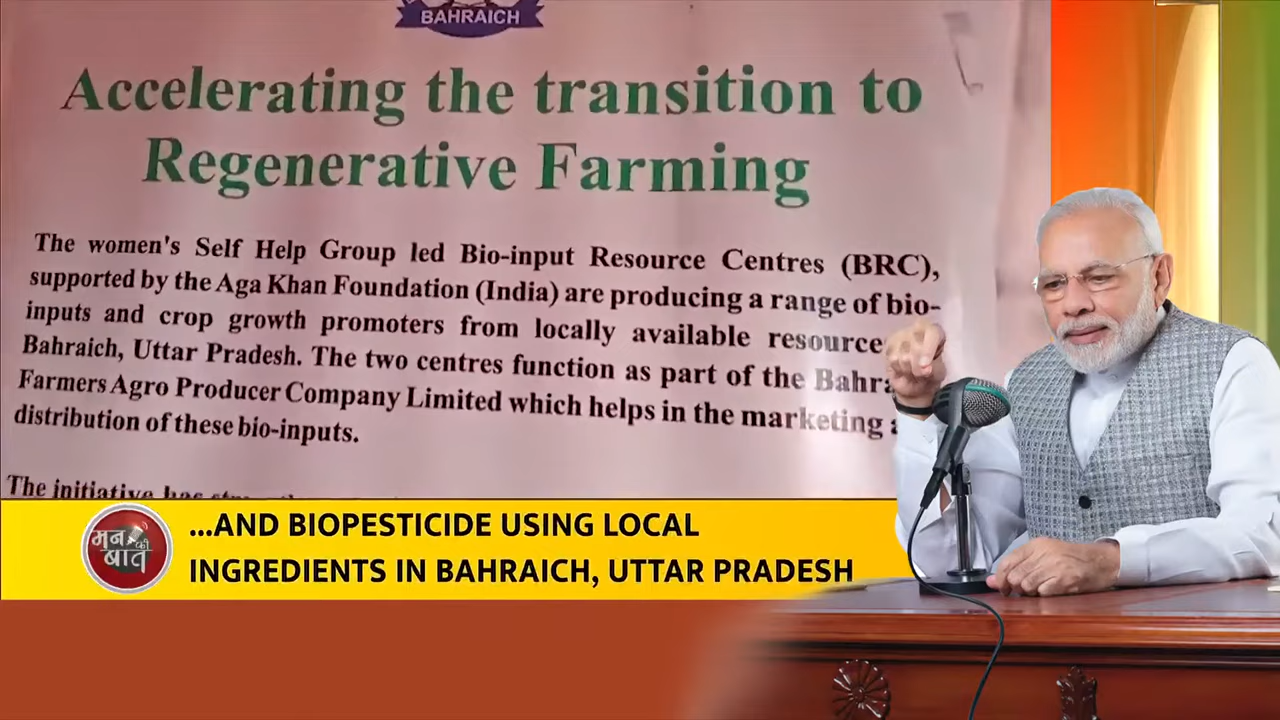 BAHRAICH
Accelerating the transition to
Regenerative Farming
The women's Self Help Group led Bio-input Resource Centres (BRC),
supported by the Aga Khan Foundation (India) are producing a range of bio-
inputs and crop growth promoters from locally available
Bahraich, Uttar Pradesh. The two centres function as part of the
Farmers Agro Producer Company Limited which helps in the marketing
distribution of these bio-inputs.
The initiative has
मन की बात
...AND BIOPESTICIDE USING LOCAL
INGREDIENTS IN BAHRAICH, UTTAR PRADESH